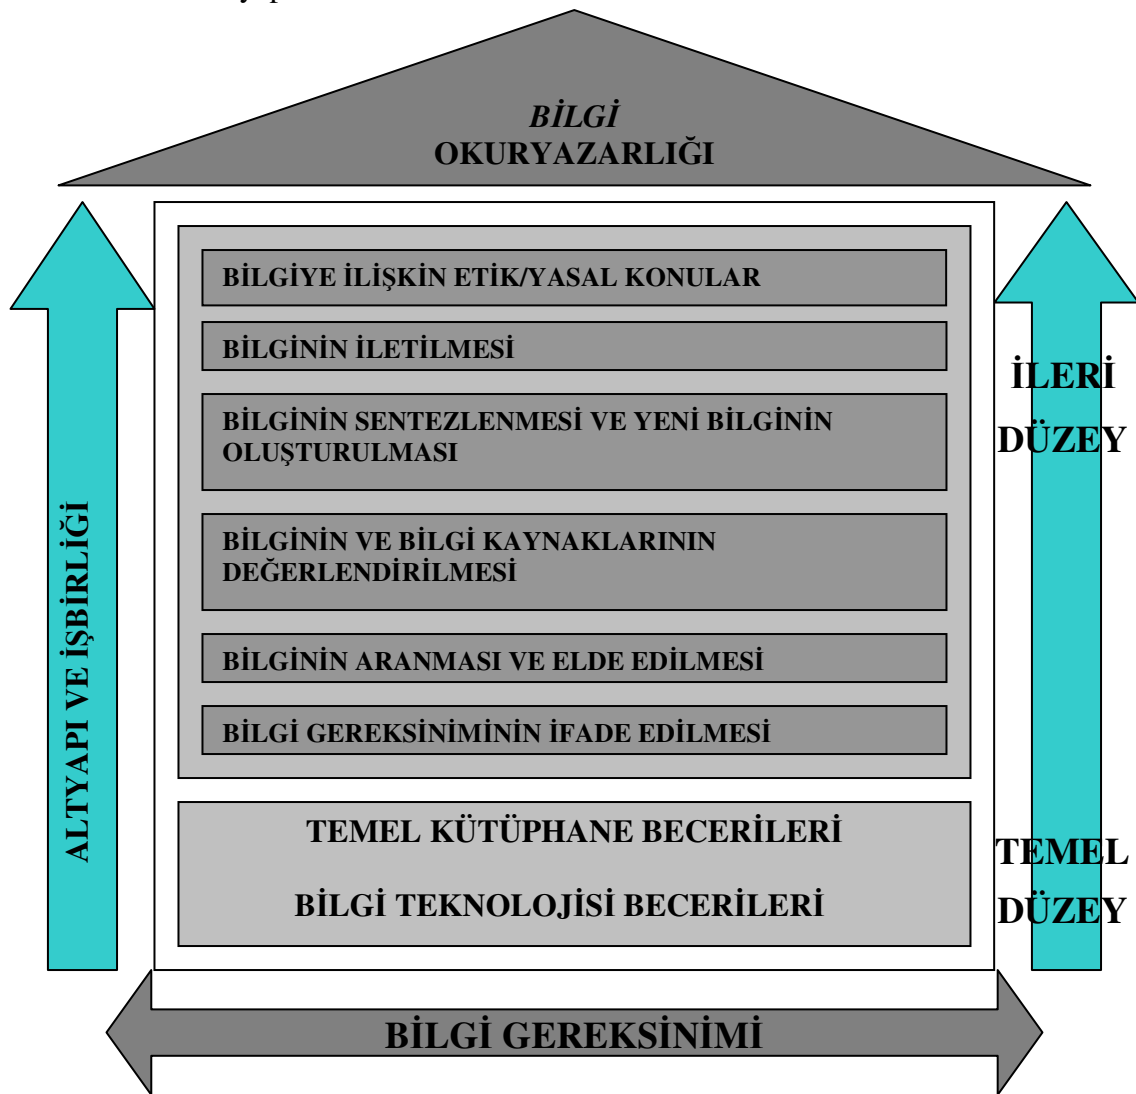 BİLGİ
OKURYAZARLIĞI
BİLGİYE İLİŞKİN ETİK/YASAL KONULAR
BİLGİNİN İLETİLMESİ
BİLGİNİN SENTEZLENMESİ VE YENİ BİLGİNİN
OLUŞTURULMASI
BİLGİNİN VE BİLGİ KAYNAKLARININ
DEĞERLENDİRİLMESİ
BİLGİNİN ARANMASI VE ELDE EDİLMESİ
BİLGİ GEREKSİNİMİNİN İFADE EDİLMESİ
TEMEL KÜTÜPHANE BECERİLERİ
BİLGİ TEKNOLOJİSİ BECERİLERİ
ALTYAPI VE İŞBİRLİĞİ
İLERİ
DÜZEY
TEMEL
DÜZEY
BİLGİ GEREKSİNİMİ